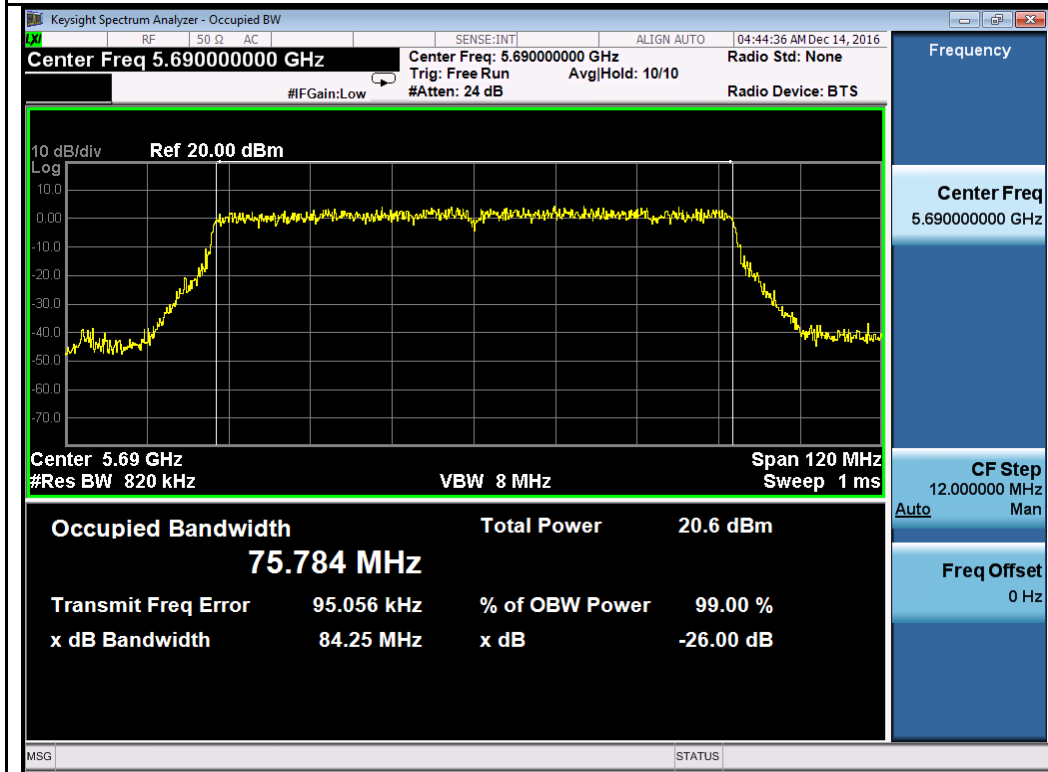 Keysight Spectrum Analyzer - Occupied BW
LXI RF 50 Ω AC SENSE:INT ALIGN AUTO 04:44:36 AM Dec 14, 2016
Center Freq 5.690000000 GHz
Center Freq: 5.690000000 GHz
Radio Std: None
Trig: Free Run Avg|Hold: 10/10
#IFGain:Low
#Atten: 24 dB
Radio Device: BTS
Frequency
10 dB/div Ref 20.00 dBm
Log
10.0
0.00
-10.0
-20.0
-30.0
-40.0
-50.0
-60.0
-70.0
Center 5.69 GHz
Span 120 MHz
#Res BW 820 kHz
VBW 8 MHz
Sweep 1 ms
Center Freq
5.690000000 GHz
CF Step
12.000000 MHz
Auto Man
Freq Offset
0 Hz
Occupied Bandwidth
75.784 MHz
Total Power 20.6 dBm
Transmit Freq Error 95.056 kHz
% of OBW Power 99.00 %
x dB Bandwidth 84.25 MHz
x dB -26.00 dB
MSG
STATUS